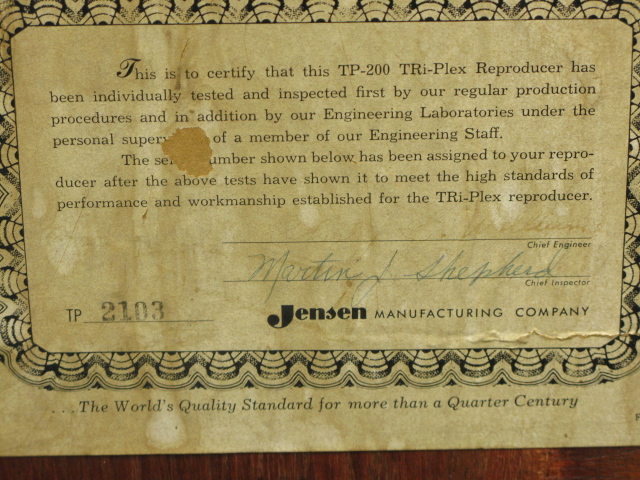 This is to certify that this TP-200 TRi-Plex Reproducer has
been individually tested and inspected first by our regular production
procedures and in addition by our Engineering Laboratories under the
personal superv of a member of our Engineering Staff.
The se umber shown below has been assigned to your repro-
ducer after the above tests have shown it to meet the high standards of
performance and workmanship established for the TRi-Plex reproducer.
Chief Engineer
Martin J Shepherd
Chief Inspector
TP 2103
Jensen MANUFACTURING COMPANY
...The World's Quality Standard for more than a Quarter Century